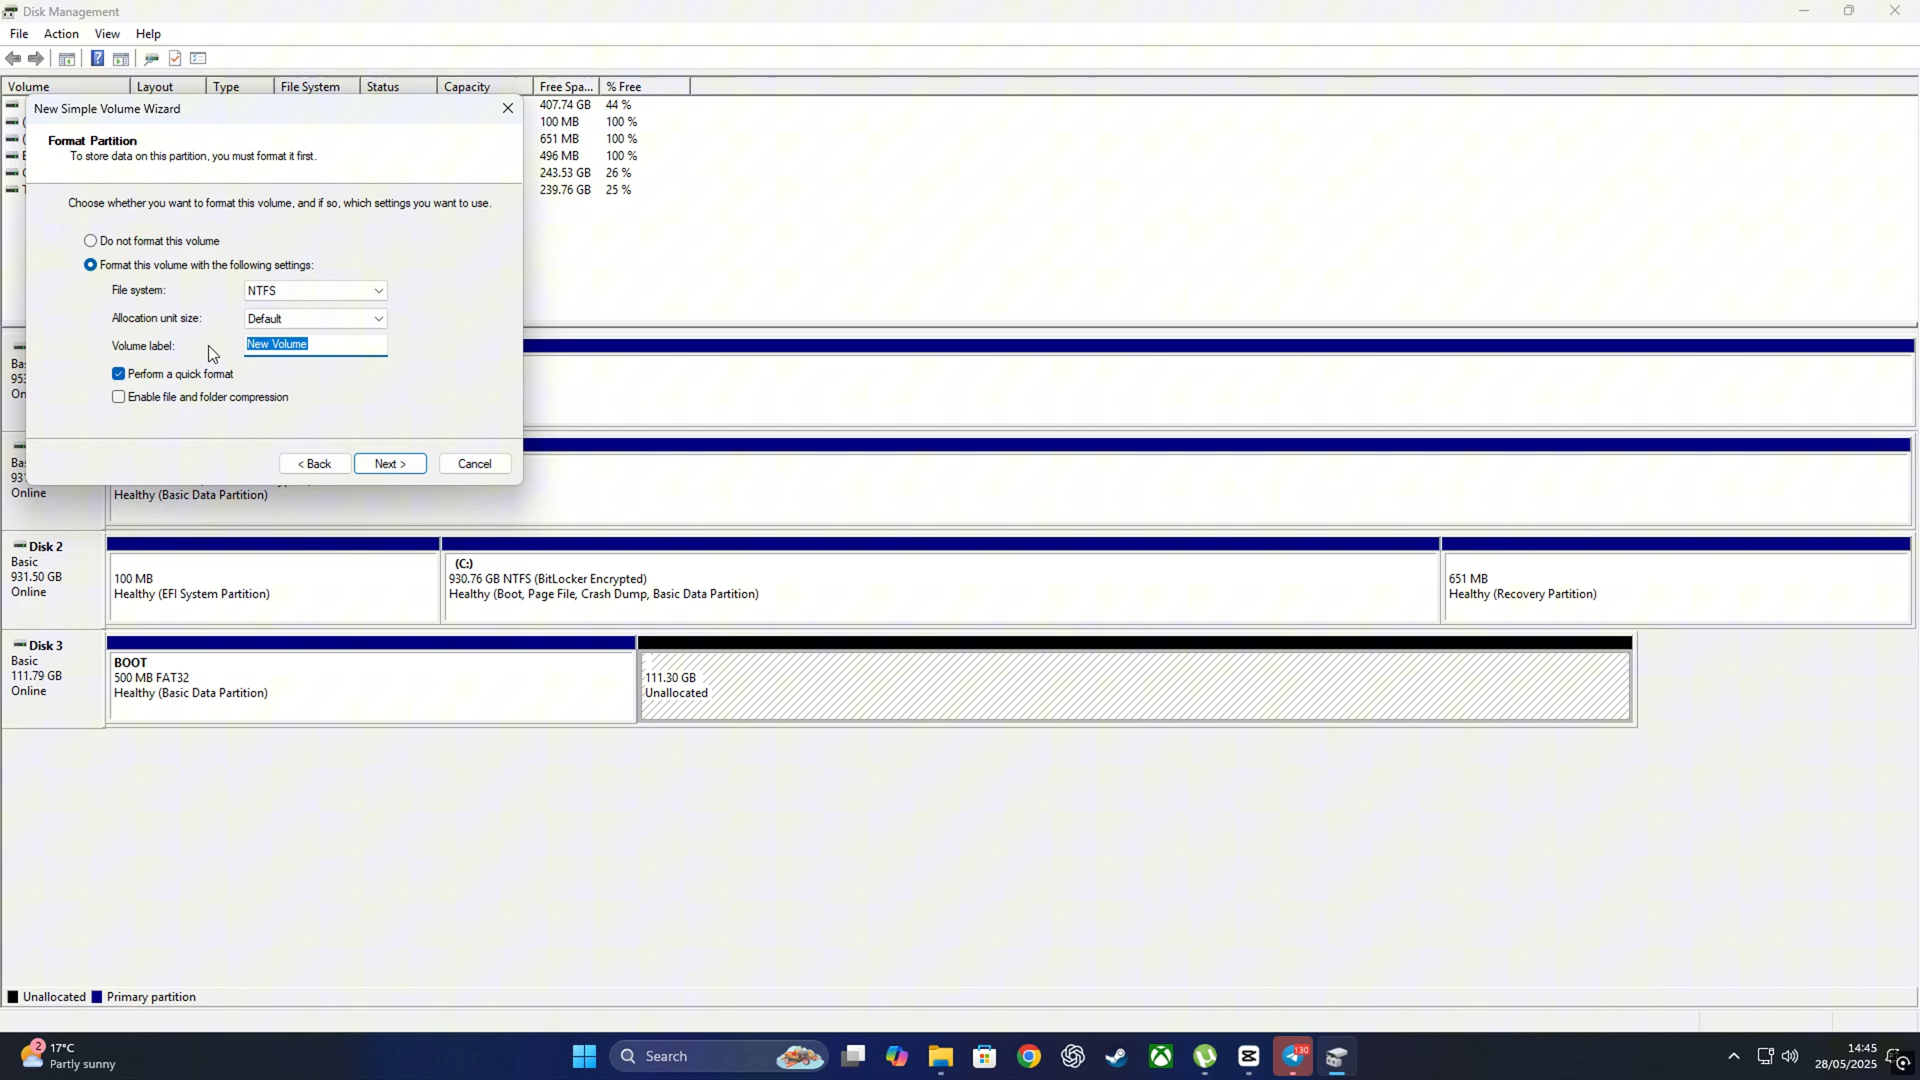 Disk Management
File Action View Help
Volume Layout Type File System Status Capacity Free Spa... % Free
407.74 GB 44 %
100 MB 100 %
651 MB 100 %
496 MB 100 %
243.53 GB 26 %
239.76 GB 25 %
New Simple Volume Wizard
Format Partition
To store data on this partition, you must format it first.
Choose whether you want to format this volume, and if so, which settings you want to use.
Do not format this volume
Format this volume with the following settings:
File system: NTFS
Allocation unit size: Default
Volume label: New Volume
Perform a quick format
Enable file and folder compression
< Back Next > Cancel
Online
Healthy (Basic Data Partition)
Disk 2
Basic
931.50 GB
Online
100 MB
Healthy (EFI System Partition)
(C:)
930.76 GB NTFS (BitLocker Encrypted)
Healthy (Boot, Page File, Crash Dump, Basic Data Partition)
651 MB
Healthy (Recovery Partition)
Disk 3
Basic
111.79 GB
Online
BOOT
500 MB FAT32
Healthy (Basic Data Partition)
111.30 GB
Unallocated
Unallocated Primary partition
2
17°C
Partly sunny
Search
130
14:45
28/05/2025